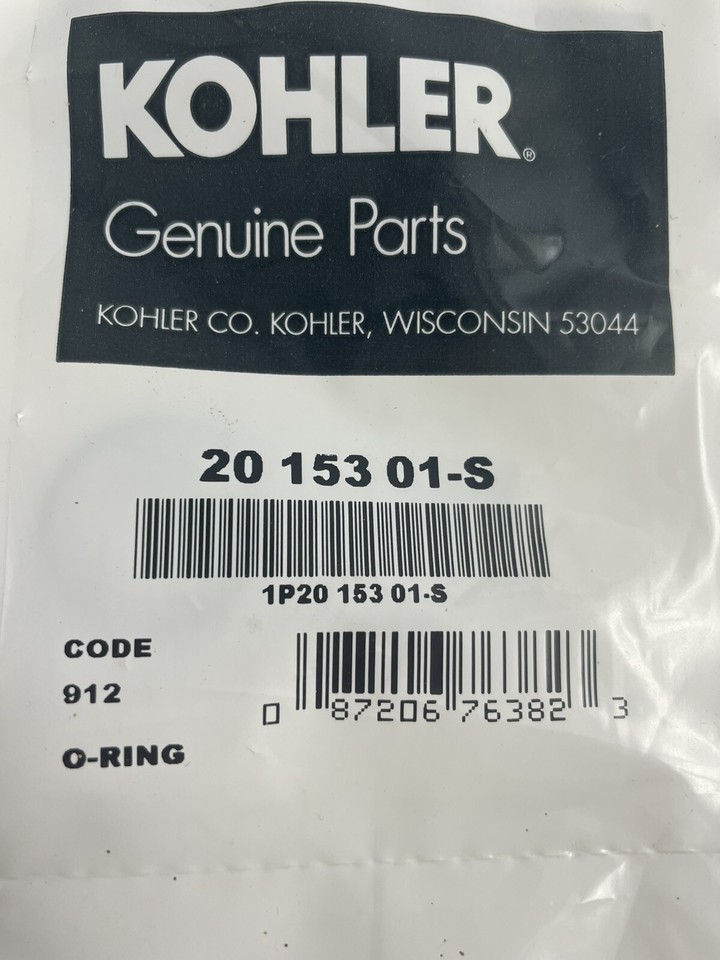 KOHLER®
Genuine Parts
KOHLER CO. KOHLER, WISCONSIN 53044
20 153 01-S
1P20 153 01-S
CODE
912
O-RING
0 87206 76382 3